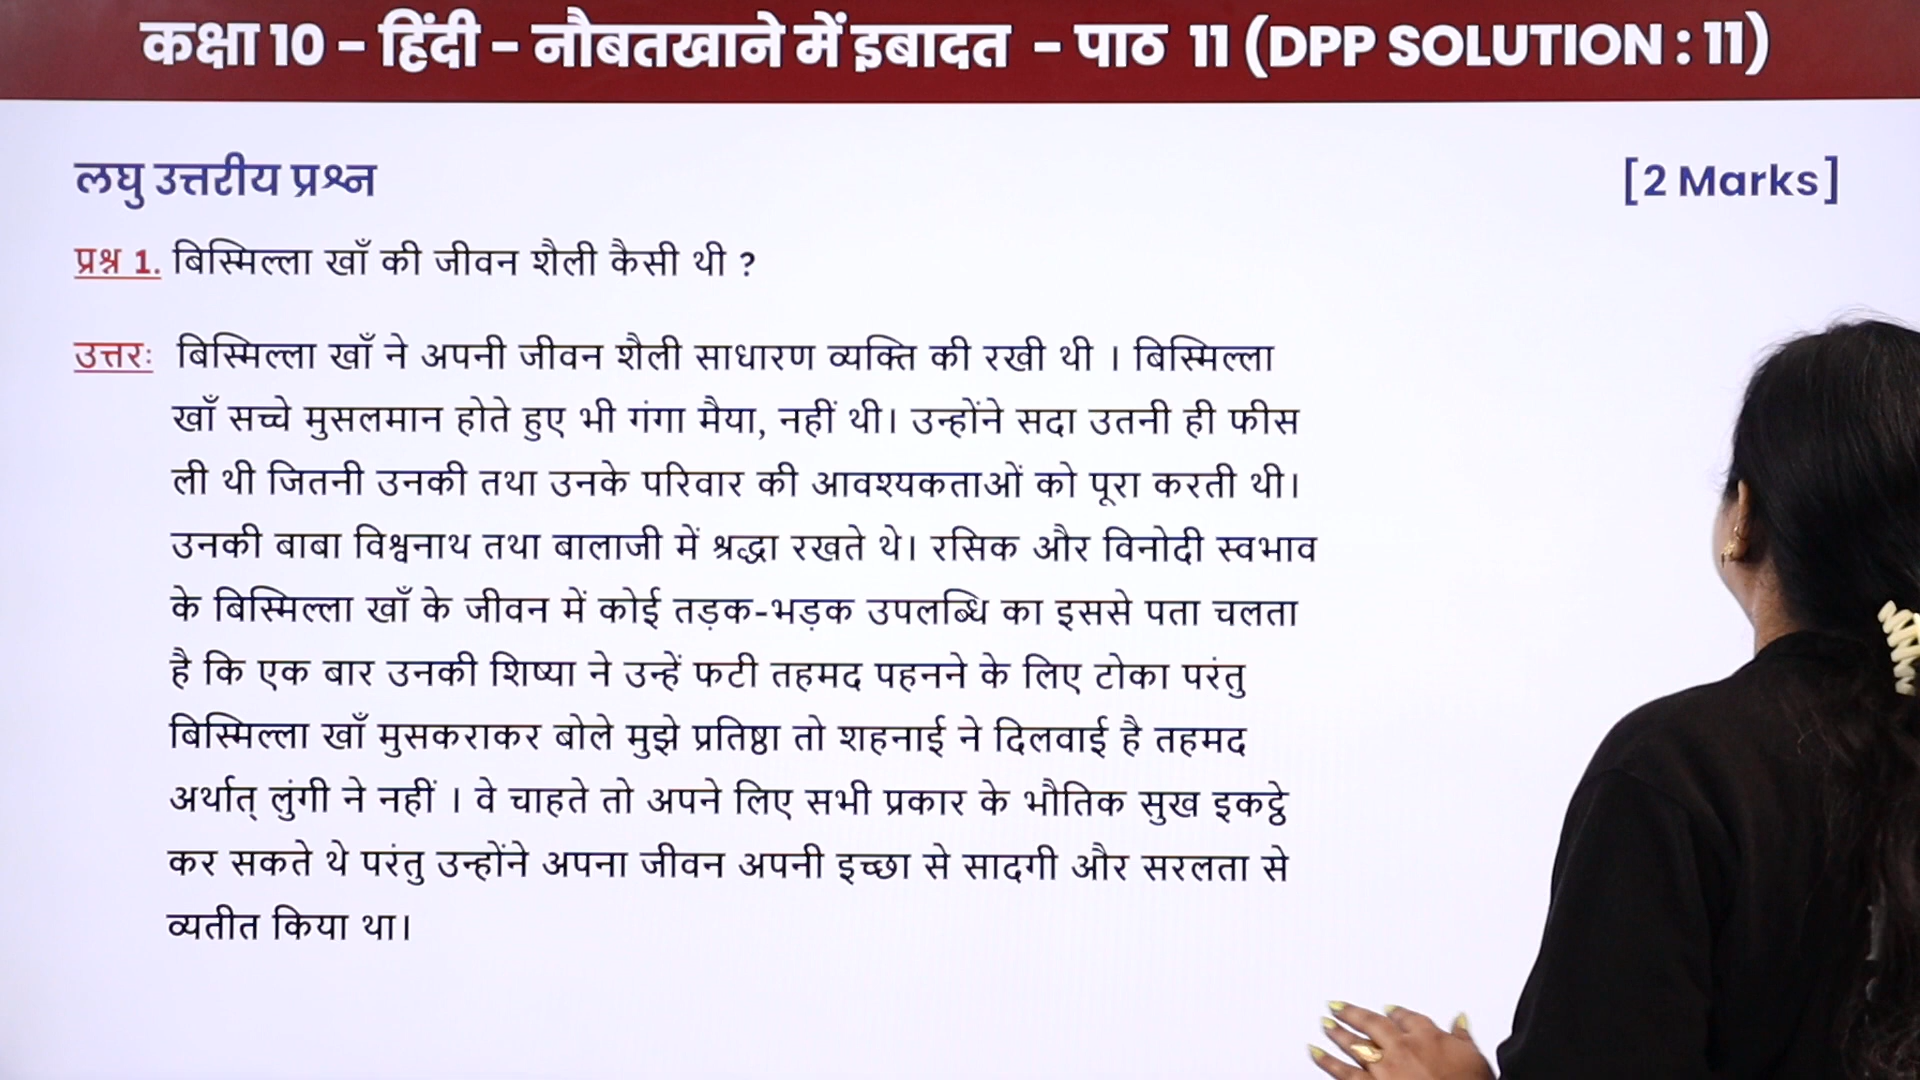 कक्षा 10 – हिंदी – नौबतखाने में इबादत – पाठ 11 (DPP SOLUTION : 11)
लघु उत्तरीय प्रश्न [2 Marks]
प्रश्न 1. बिस्मिल्ला खाँ की जीवन शैली कैसी थी ?
उत्तरः बिस्मिल्ला खाँ ने अपनी जीवन शैली साधारण व्यक्ति की रखी थी । बिस्मिल्ला
खाँ सच्चे मुसलमान होते हुए भी गंगा मैया, नहीं थी। उन्होंने सदा उतनी ही फीस
ली थी जितनी उनकी तथा उनके परिवार की आवश्यकताओं को पूरा करती थी।
उनकी बाबा विश्वनाथ तथा बालाजी में श्रद्धा रखते थे। रसिक और विनोदी स्वभाव
के बिस्मिल्ला खाँ के जीवन में कोई तड़क-भड़क उपलब्धि का इससे पता चलता
है कि एक बार उनकी शिष्या ने उन्हें फटी तहमद पहनने के लिए टोका परंतु
बिस्मिल्ला खाँ मुसकराकर बोले मुझे प्रतिष्ठा तो शहनाई ने दिलवाई है तहमद
अर्थात् लुंगी ने नहीं । वे चाहते तो अपने लिए सभी प्रकार के भौतिक सुख इकट्ठे
कर सकते थे परंतु उन्होंने अपना जीवन अपनी इच्छा से सादगी और सरलता से
व्यतीत किया था।